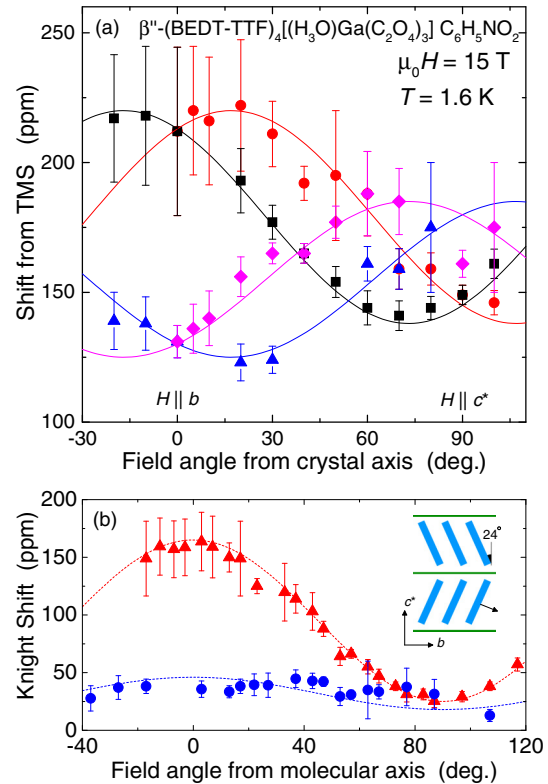 (a) β''-(BEDT-TTF)₄[(H₃O)Ga(C₂O₄)₃] C₆H₅NO₂
μ₀H = 15 T
T = 1.6 K
Shift from TMS (ppm)
250
200
150
100
H || b
H || c*
-30 0 30 60 90
Field angle from crystal axis (deg.)
(b)
Knight Shift (ppm)
200
150
100
50
0
24°
c*
b
-40 0 40 80 120
Field angle from molecular axis (deg.)